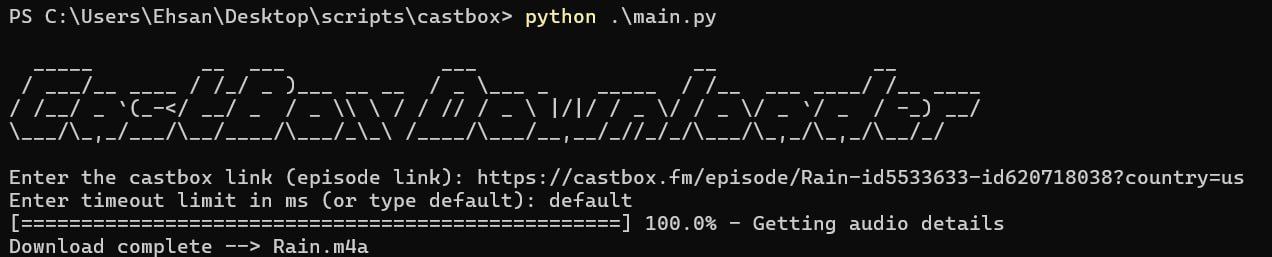 PS C:\Users\Ehsan\Desktop\scripts\castbox> python .\main.py
CastBox Downloader
Enter the castbox link (episode link): https://castbox.fm/episode/Rain-id5533633-id620718038?country=us
Enter timeout limit in ms (or type default): default
[==================================================] 100.0% - Getting audio details
Download complete --> Rain.m4a